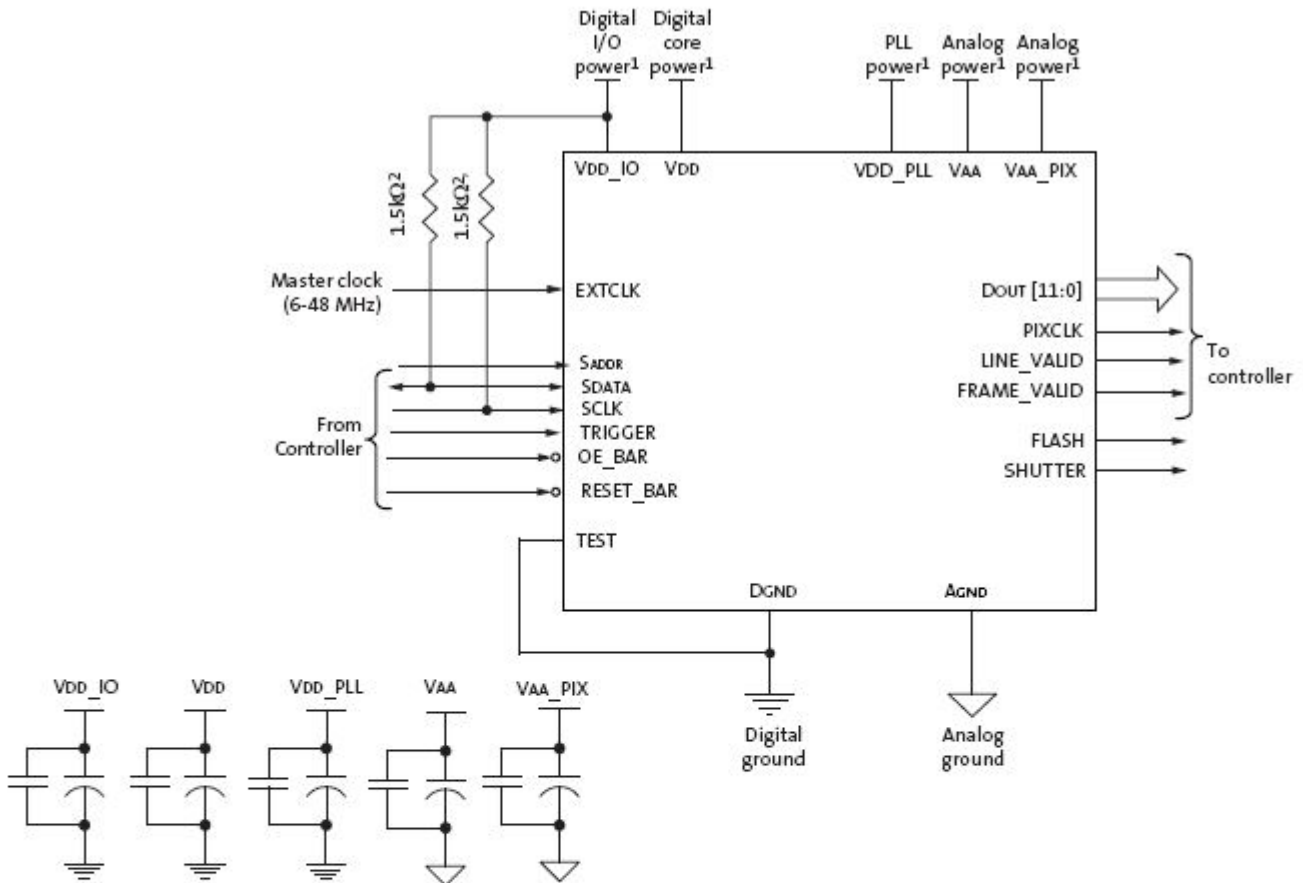 Digital
I/O
power1
Digital
core
power1
PLL
power1
Analog
power1
Analog
power1
VDD_IO
VDD
VDD_PLL
VAA
VAA_PIX
1.5kΩ2
1.5kΩ2,
Master clock
(6-48 MHz)
EXTCLK
SADDR
SDATA
SCLK
TRIGGER
OE_BAR
RESET_BAR
TEST
From
Controller
DOUT [11:0]
PIXCLK
LINE_VALID
FRAME_VALID
FLASH
SHUTTER
To
controller
DGND
AGND
Digital
ground
Analog
ground
VDD_IO
VDD
VDD_PLL
VAA
VAA_PIX